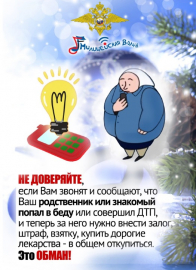 Милицейская Волна
НЕ ДОВЕРЯЙТЕ,
если Вам звонят и сообщают, что
Ваш родственник или знакомый
попал в беду или совершил ДТП,
и теперь за него нужно внести залог,
штраф, взятку, купить дорогие
лекарства - в общем откупиться.
Это ОБМАН!